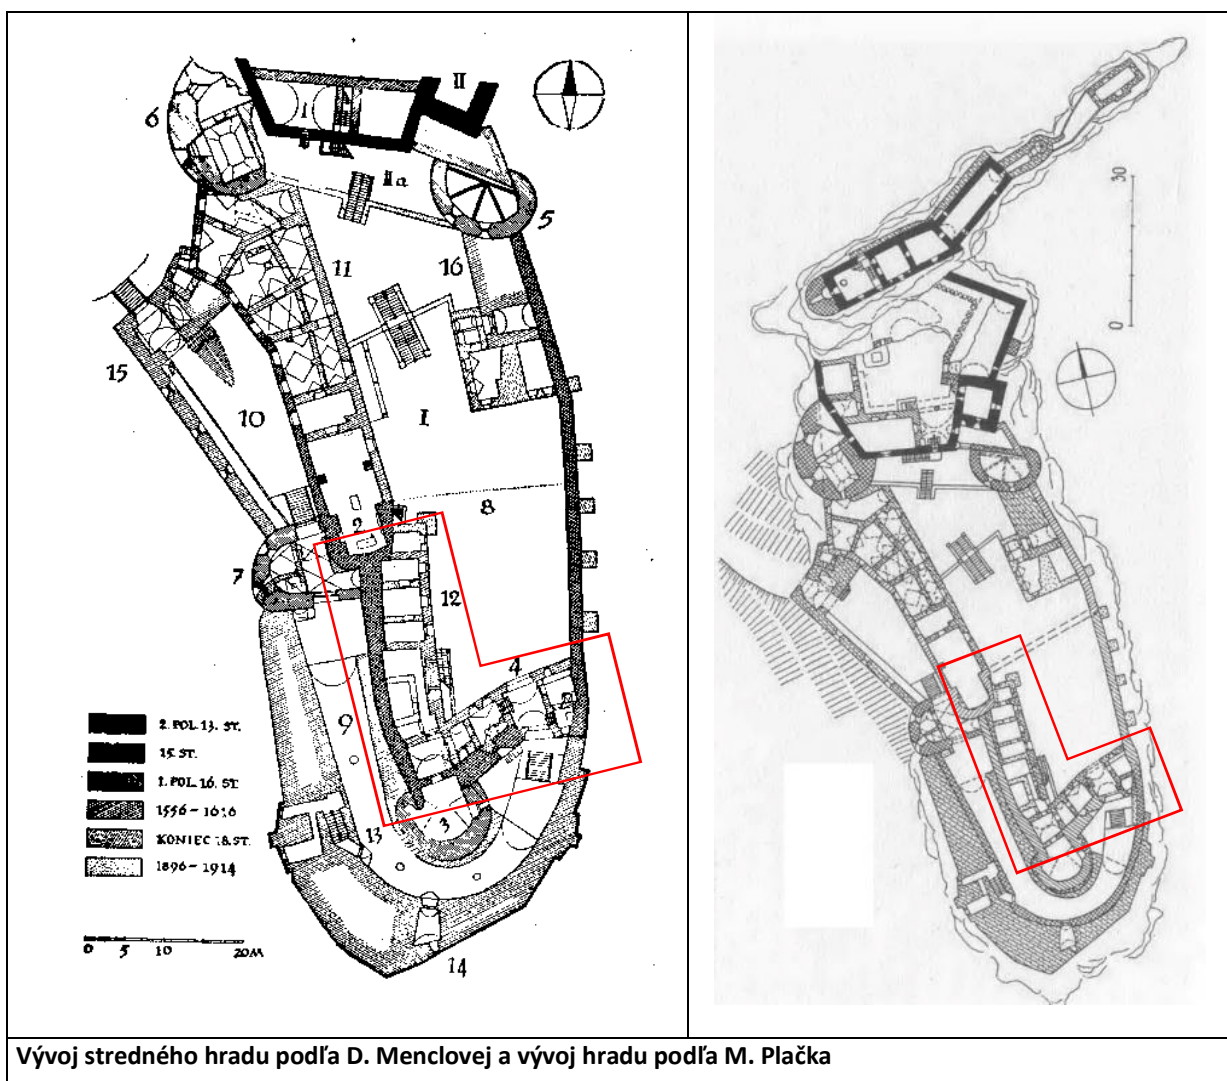 II
I
6
IIa
5
11
16
15
10
I
2
8
7
12
4
9
3
13
14
2. POL. 13. ST.
15. ST.
1. POL. 16. ST
1556 – 1616
KONIEC 18. ST.
1896 – 1914
0 5 10 20M
30
0
Vývoj stredného hradu podľa D. Menclovej a vývoj hradu podľa M. Plačka